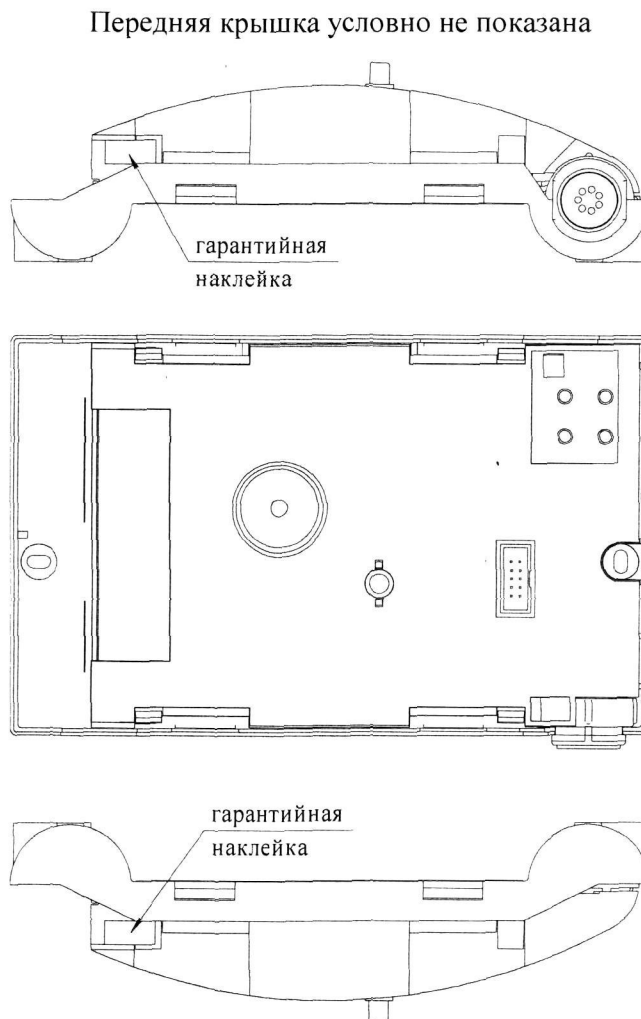 Передняя крышка условно не показана
гарантийная
наклейка
гарантийная
наклейка